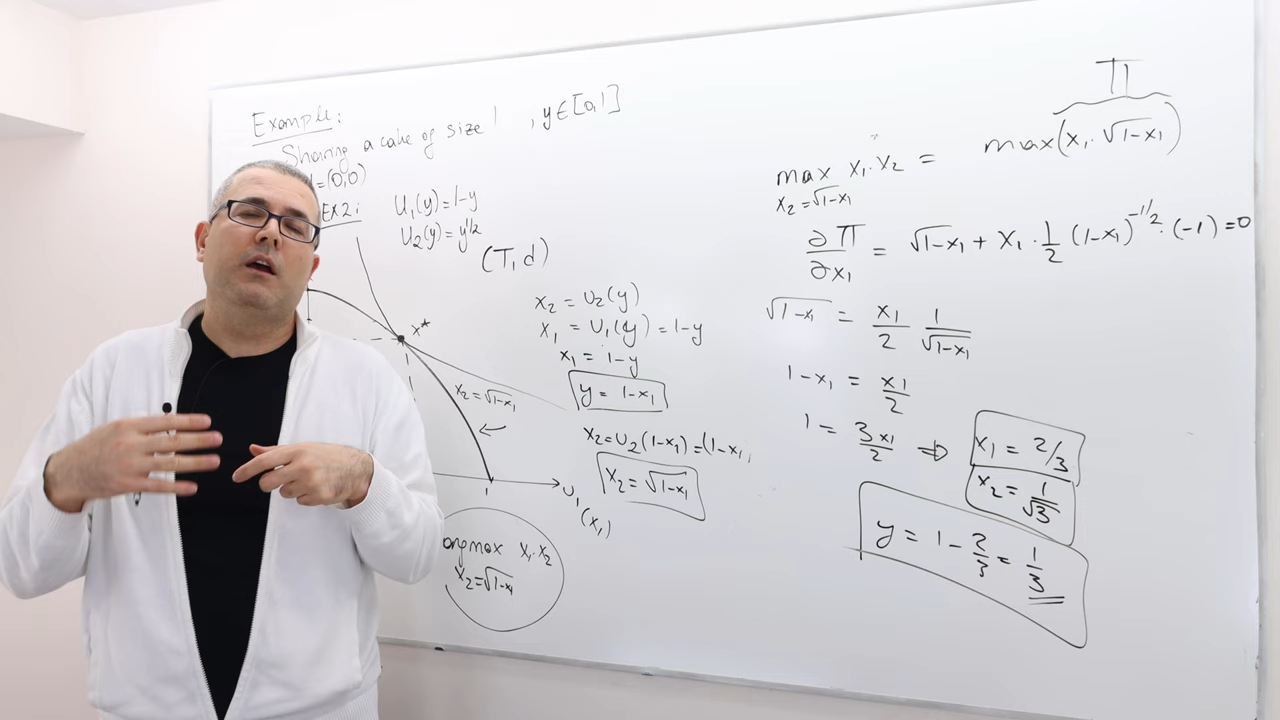 Example:
Sharing a cake of size 1 , y∈[0,1]
=(0,0)
EX2:
U₁(y)=1-y
U₂(y)=y^1/2
(T,d)
x*
x₂=√1-x₁
1
U₁
(x₁)
x₂ = U₂(y)
x₁ = U₁(y)=1-y
x₁ = 1-y
y = 1-x₁
x₂=U₂(1-x₁)=(1-x₁
x₂=√1-x₁
argmax x₁·x₂
x₂=√1-x₁
π
max x₁·x₂ = max(x₁·√1-x₁)
x₂=√1-x₁
∂π/∂x₁ = √1-x₁ + x₁·1/2 (1-x₁)^-1/2·(-1)=0
√1-x₁ = x₁/2 1/√1-x₁
1-x₁ = x₁/2
1 = 3x₁/2 ⇒ x₁ = 2/3
x₂ = 1/√3
y = 1-2/3 = 1/3